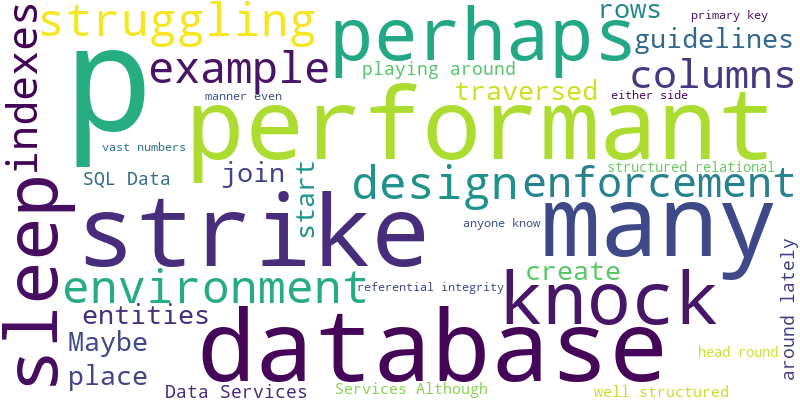 struggling
p
perhaps
rows
primary key
guidelines
indexes
example
playing around
columns
manner even
traversed
either side
performant
vast numbers
SQL Data
join
start
design
structured relational
enforcement
sleep
strike
anyone know
many
environment
referential integrity
create
knock
entities
database
around lately
Maybe
place
head round
Data Services
Services Although
well structured